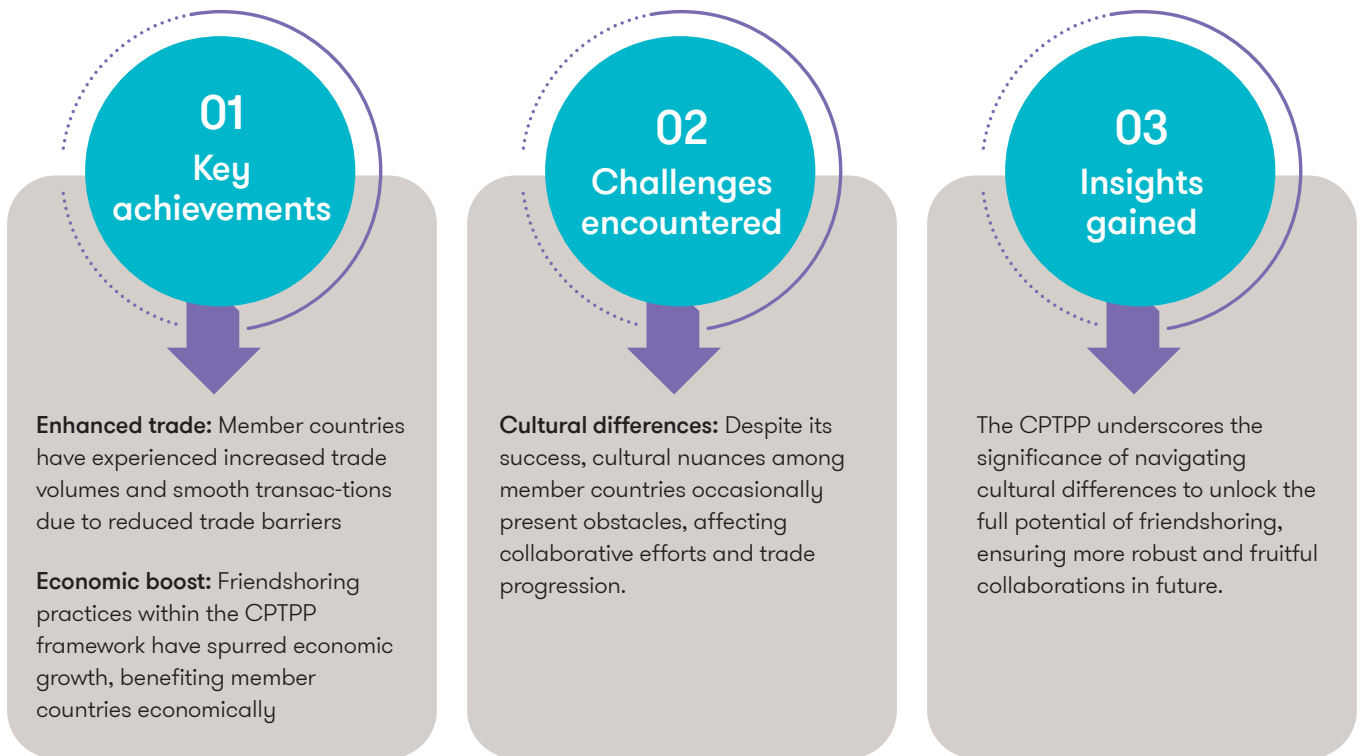 01
Key
achievements
Enhanced trade: Member countries
have experienced increased trade
volumes and smooth transac-tions
due to reduced trade barriers
Economic boost: Friendshoring
practices within the CPTPP
framework have spurred economic
growth, benefiting member
countries economically
02
Challenges
encountered
Cultural differences: Despite its
success, cultural nuances among
member countries occasionally
present obstacles, affecting
collaborative efforts and trade
progression.
03
Insights
gained
The CPTPP underscores the
significance of navigating
cultural differences to unlock the
full potential of friendshoring,
ensuring more robust and fruitful
collaborations in future.